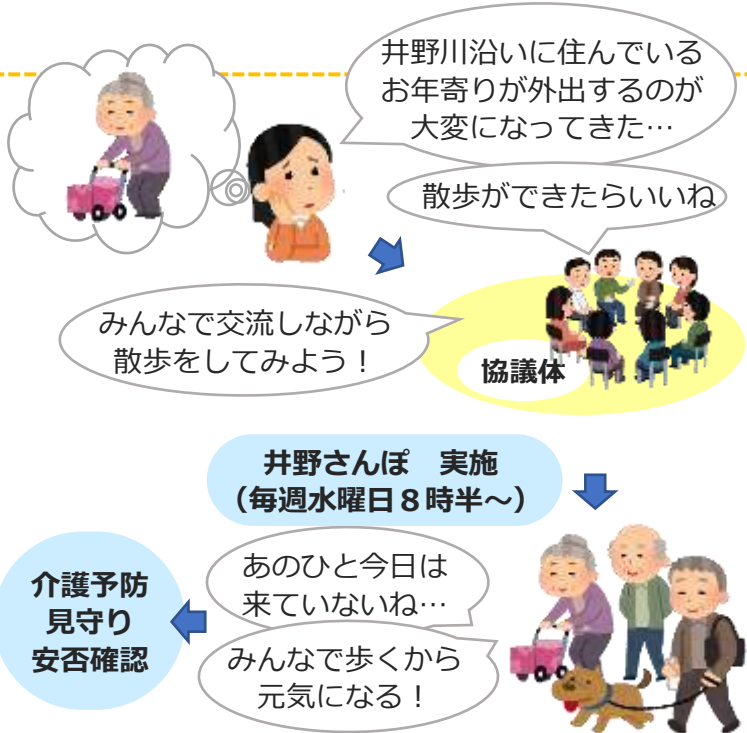 井野川沿いに住んでいる
お年寄りが外出するのが
大変になってきた…
散歩ができたらいいね
みんなで交流しながら
散歩をしてみよう！
協議体
井野さんぽ　実施
（毎週水曜日８時半～）
あのひと今日は
来ていないね…
みんなで歩くから
元気になる！
介護予防
見守り
安否確認